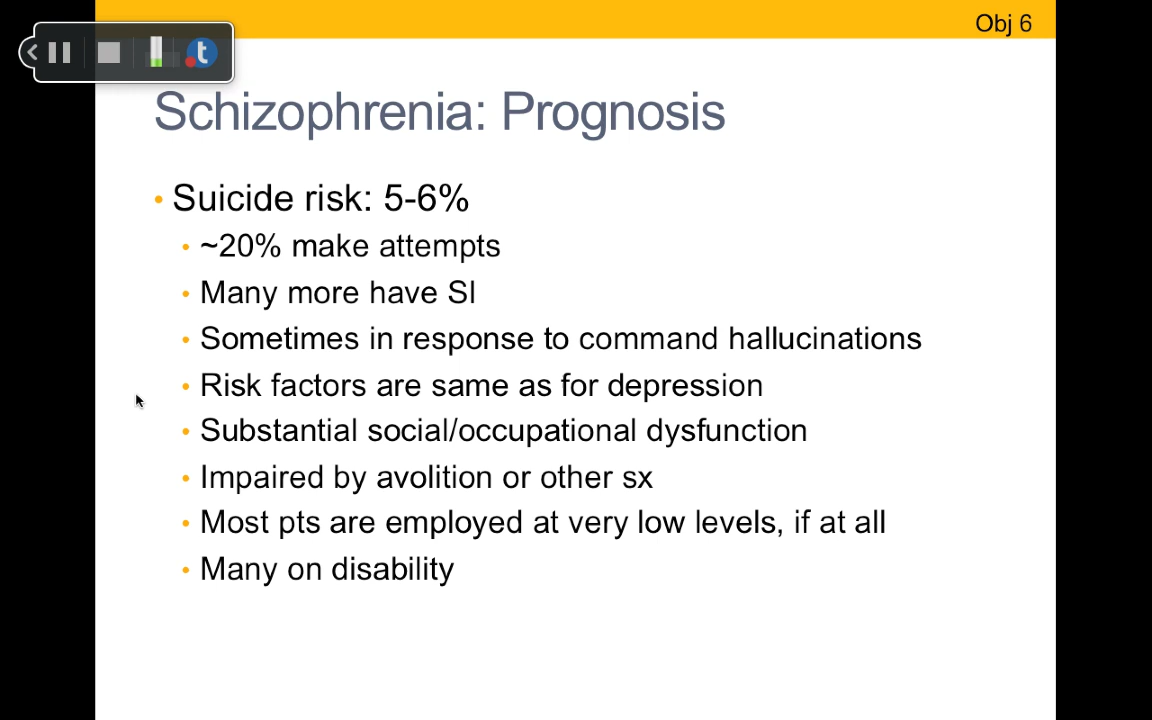 Obj 6
t
Schizophrenia: Prognosis
• Suicide risk: 5-6%
• ~20% make attempts
• Many more have SI
• Sometimes in response to command hallucinations
• Risk factors are same as for depression
• Substantial social/occupational dysfunction
• Impaired by avolition or other sx
• Most pts are employed at very low levels, if at all
• Many on disability